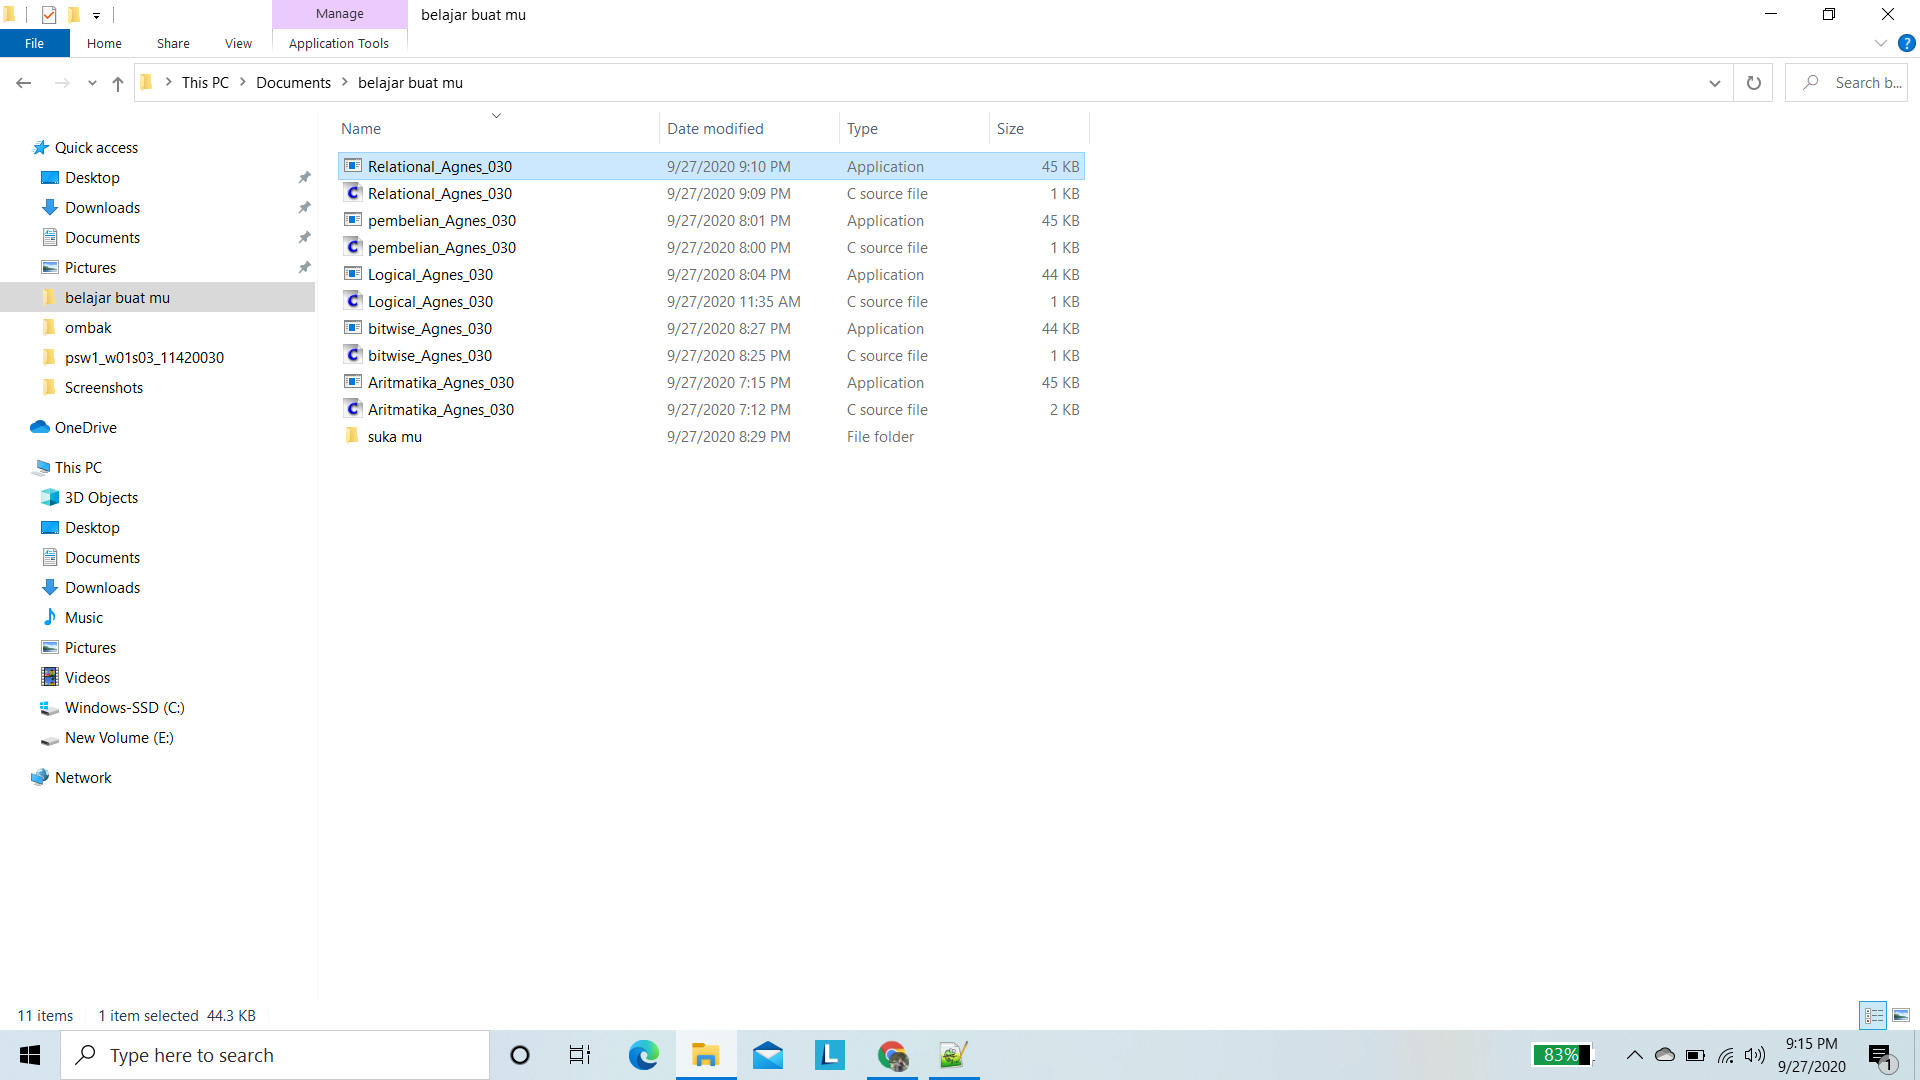 Manage
belajar buat mu
File
Home
Share
View
Application Tools
This PC
Documents
belajar buat mu
Search b...
Name
Date modified
Type
Size
Quick access
Desktop
Downloads
Documents
Pictures
belajar buat mu
ombak
psw1_w01s03_11420030
Screenshots
OneDrive
This PC
3D Objects
Desktop
Documents
Downloads
Music
Pictures
Videos
Windows-SSD (C:)
New Volume (E:)
Network
Relational_Agnes_030 9/27/2020 9:10 PM Application 45 KB
Relational_Agnes_030 9/27/2020 9:09 PM C source file 1 KB
pembelian_Agnes_030 9/27/2020 8:01 PM Application 45 KB
pembelian_Agnes_030 9/27/2020 8:00 PM C source file 1 KB
Logical_Agnes_030 9/27/2020 8:04 PM Application 44 KB
Logical_Agnes_030 9/27/2020 11:35 AM C source file 1 KB
bitwise_Agnes_030 9/27/2020 8:27 PM Application 44 KB
bitwise_Agnes_030 9/27/2020 8:25 PM C source file 1 KB
Aritmatika_Agnes_030 9/27/2020 7:15 PM Application 45 KB
Aritmatika_Agnes_030 9/27/2020 7:12 PM C source file 2 KB
suka mu 9/27/2020 8:29 PM File folder
11 items 1 item selected 44.3 KB
Type here to search
L
83%
9:15 PM
9/27/2020
1